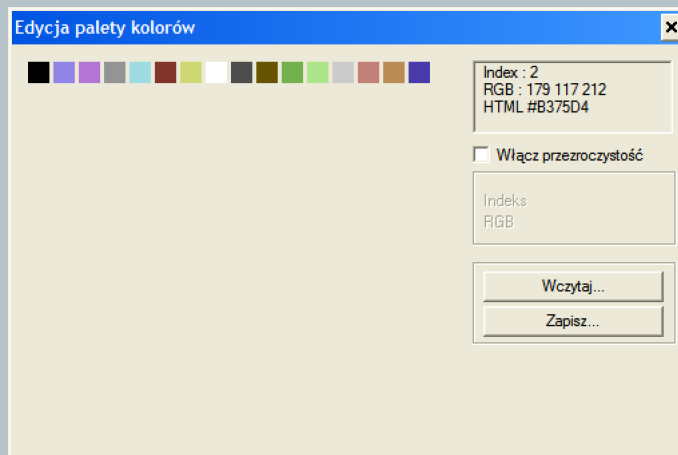 Edycja palety kolorów
Index : 2
RGB : 179 117 212
HTML #B375D4
Włącz przezroczystość
Indeks
RGB
Wczytaj...
Zapisz...